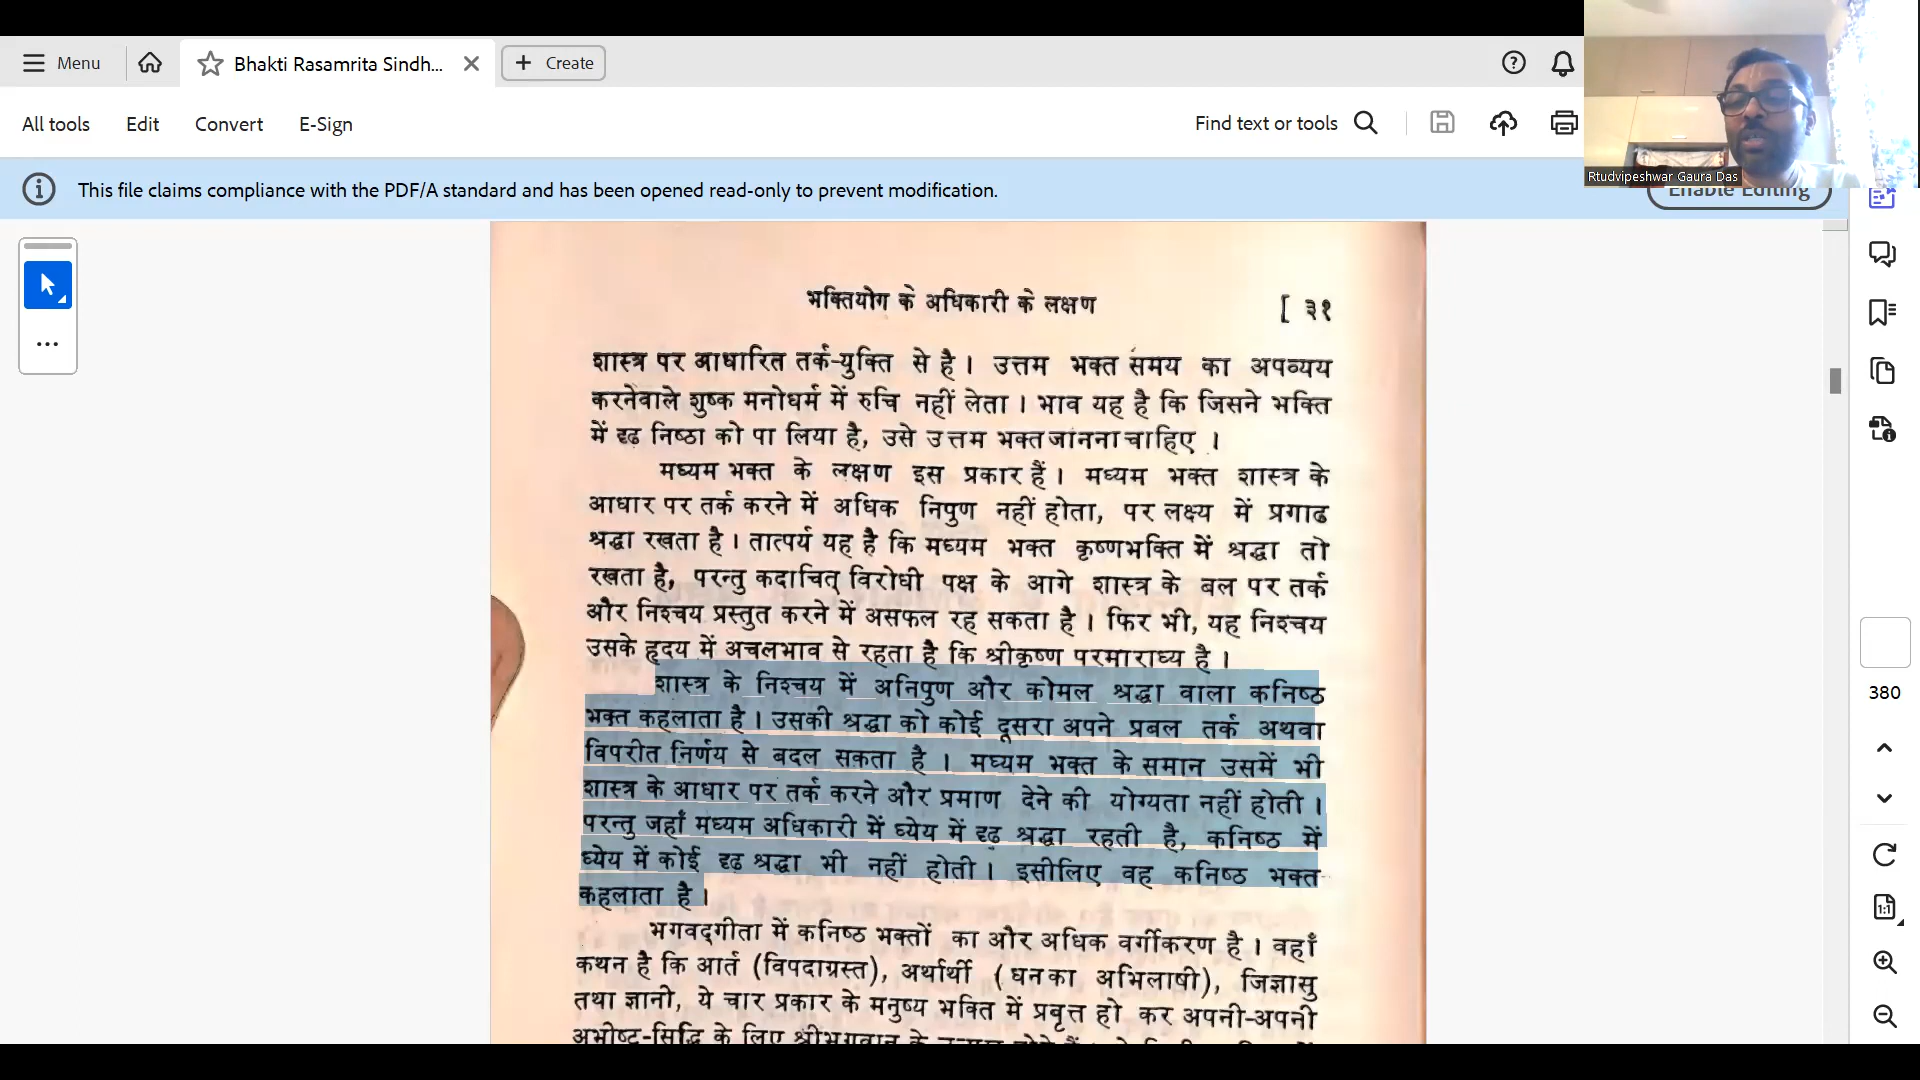 Menu
Bhakti Rasamrita Sindh...
Create
All tools
Edit
Convert
E-Sign
Find text or tools
This file claims compliance with the PDF/A standard and has been opened read-only to prevent modification.
Enable Editing
Rtudvipeshwar Gaura Das
भक्तियोग के अधिकारी के लक्षण [ ३१
शास्त्र पर आधारित तर्क-युक्ति से है । उत्तम भक्त समय का अपव्यय
करनेवाले शुष्क मनोधर्म में रुचि नहीं लेता । भाव यह है कि जिसने भक्ति
में दृढ़ निष्ठा को पा लिया है, उसे उत्तम भक्त जानना चाहिए ।
मध्यम भक्त के लक्षण इस प्रकार हैं । मध्यम भक्त शास्त्र के
आधार पर तर्क करने में अधिक निपुण नहीं होता, पर लक्ष्य में प्रगाढ
श्रद्धा रखता है । तात्पर्य यह है कि मध्यम भक्त कृष्णभक्ति में श्रद्धा तो
रखता है, परन्तु कदाचित् विरोधी पक्ष के आगे शास्त्र के बल पर तर्क
और निश्चय प्रस्तुत करने में असफल रह सकता है । फिर भी, यह निश्चय
उसके हृदय में अचलभाव से रहता है कि श्रीकृष्ण परमाराध्य है ।
शास्त्र के निश्चय में अनिपुण और कोमल श्रद्धा वाला कनिष्ठ
भक्त कहलाता है । उसकी श्रद्धा को कोई दूसरा अपने प्रबल तर्क अथवा
विपरीत निर्णय से बदल सकता है । मध्यम भक्त के समान उसमें भी
शास्त्र के आधार पर तर्क करने और प्रमाण देने की योग्यता नहीं होती ।
परन्तु जहाँ मध्यम अधिकारी में ध्येय में दृढ़ श्रद्धा रहती है, कनिष्ठ में
ध्येय में कोई दृढ श्रद्धा भी नहीं होती । इसीलिए वह कनिष्ठ भक्त
कहलाता है ।
भगवद्गीता में कनिष्ठ भक्तों का और अधिक वर्गीकरण है । वहाँ
कथन है कि आर्त (विपदाग्रस्त), अर्थार्थी (धनका अभिलाषी), जिज्ञासु
तथा ज्ञानी, ये चार प्रकार के मनुष्य भक्ति में प्रवृत्त हो कर अपनी-अपनी
अभीष्ट-सिद्धि के लिए श्रीभगवान के
380